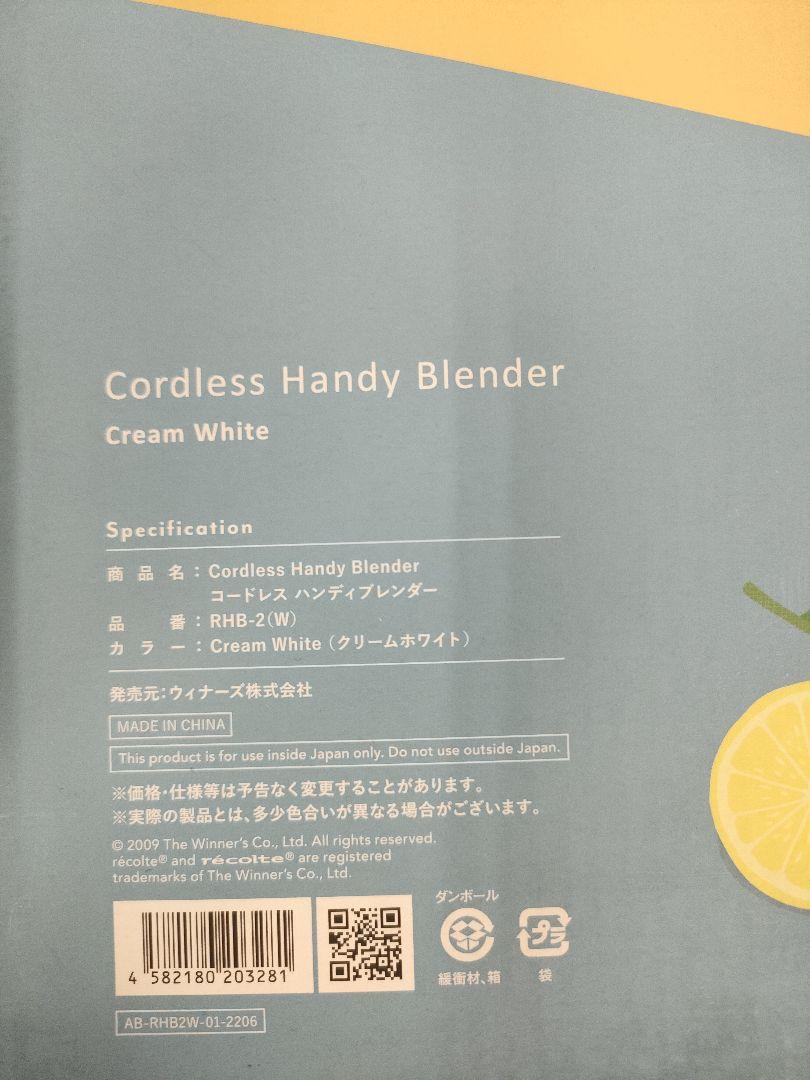 Cordless Handy Blender
Cream White
Specification
商品名：Cordless Handy Blender
コードレス ハンディブレンダー
品番：RHB-2(W)
カラー：Cream White（クリームホワイト）
発売元：ウィナーズ株式会社
MADE IN CHINA
This product is for use inside Japan only. Do not use outside Japan.
※価格・仕様等は予告なく変更することがあります。
※実際の製品とは、多少色合いが異なる場合がございます。
© 2009 The Winner's Co., Ltd. All rights reserved.
récolte® and récolte® are registered
trademarks of The Winner's Co., Ltd.
ダンボール
プラ
4 582180 203281
緩衝材、箱
袋
AB-RHB2W-01-2206